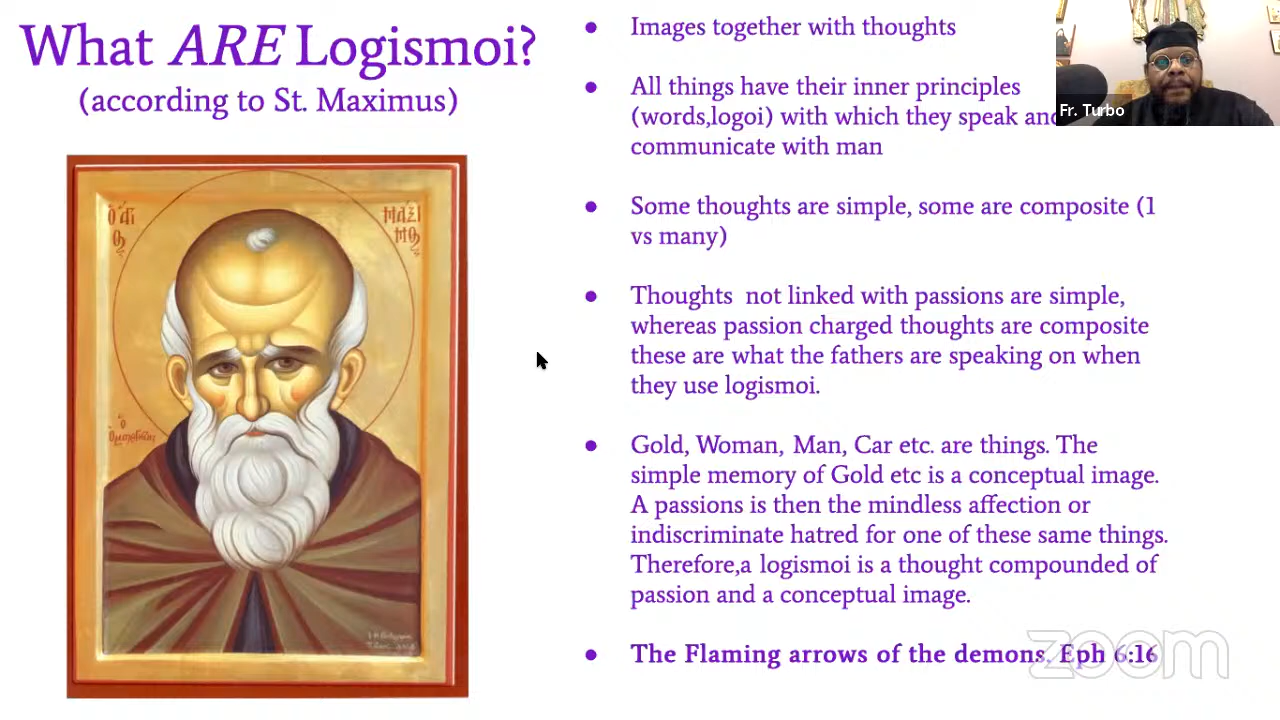 What ARE Logismoi?
(according to St. Maximus)
ὁ ἅγι
ος
ΜΑΞΙ
ΜΟς
ὁ
● Images together with thoughts
● All things have their inner principles
(words,logoi) with which they speak and
communicate with man
● Some thoughts are simple, some are composite (1
vs many)
● Thoughts not linked with passions are simple,
whereas passion charged thoughts are composite
these are what the fathers are speaking on when
they use logismoi.
● Gold, Woman, Man, Car etc. are things. The
simple memory of Gold etc is a conceptual image.
A passions is then the mindless affection or
indiscriminate hatred for one of these same things.
Therefore,a logismoi is a thought compounded of
passion and a conceptual image.
● The Flaming arrows of the demons. Eph 6:16
Fr. Turbo
zoom